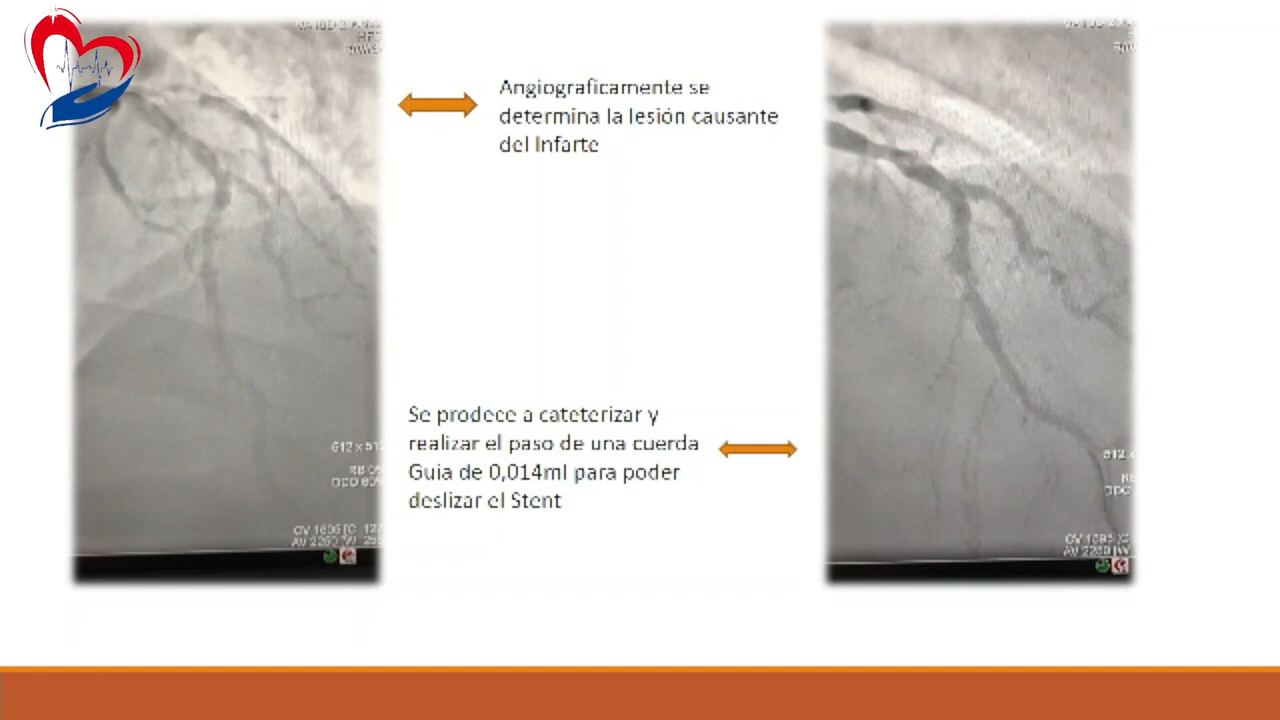 Angiograficamente se
determina la lesión causante
del Infarte
Se prodece a cateterizar y
realizar el paso de una cuerda
Guia de 0,014ml para poder
deslizar el Stent